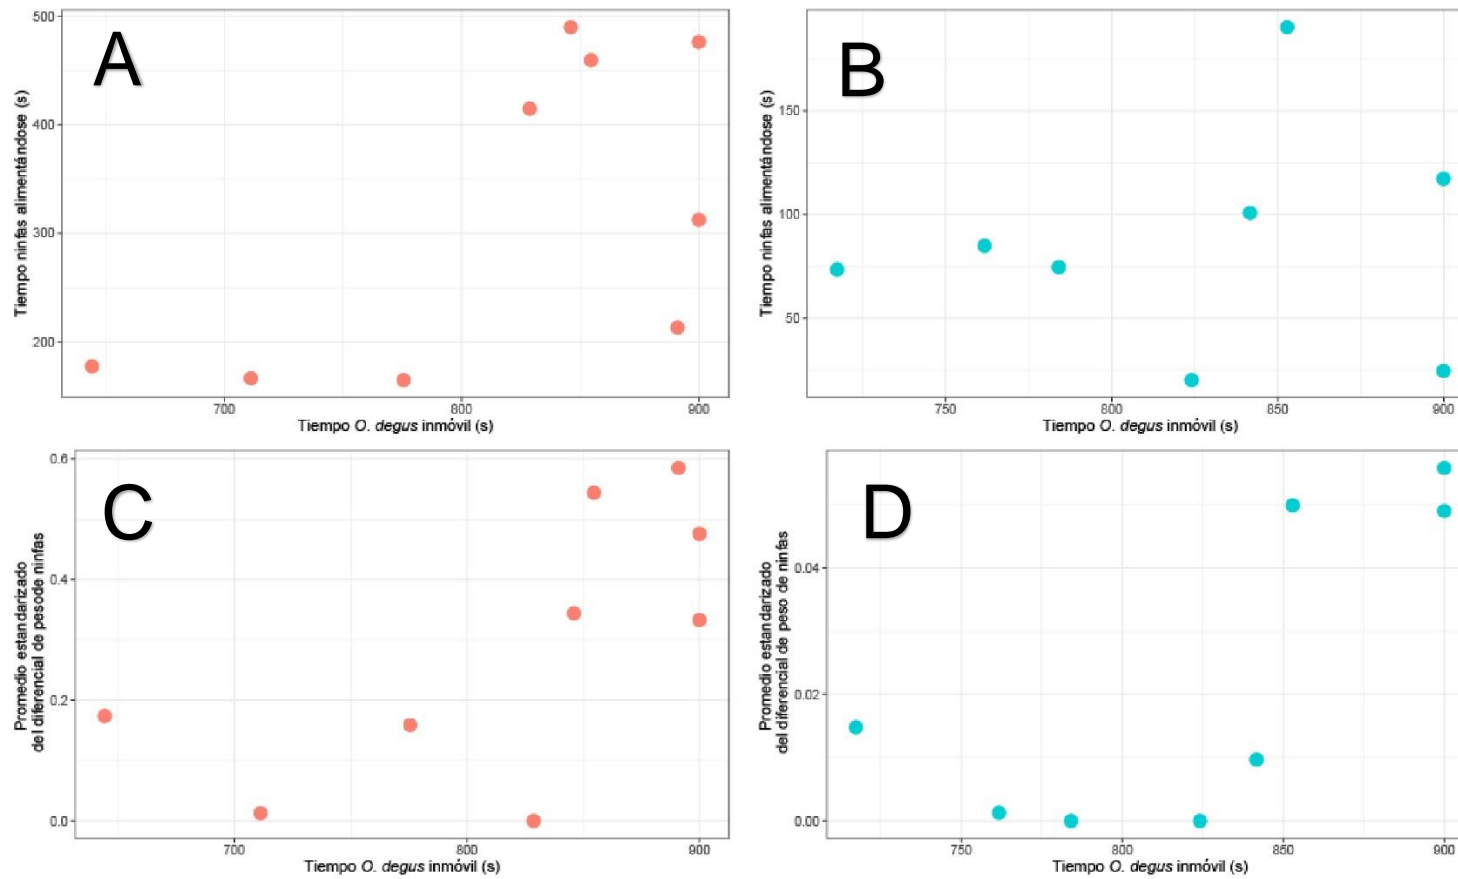 A
Tiempo ninfas alimentándose (s)
500
400
300
200
700
800
900
Tiempo O. degus inmóvil (s)
B
Tiempo ninfas alimentándose (s)
150
100
50
750
800
850
900
Tiempo O. degus inmóvil (s)
C
Promedio estandarizado
del diferencial de pesode ninfas
0.6
0.4
0.2
0.0
700
800
900
Tiempo O. degus inmóvil (s)
D
Promedio estandarizado
del diferencial de peso de ninfas
0.04
0.02
0.00
750
800
850
900
Tiempo O. degus inmóvil (s)